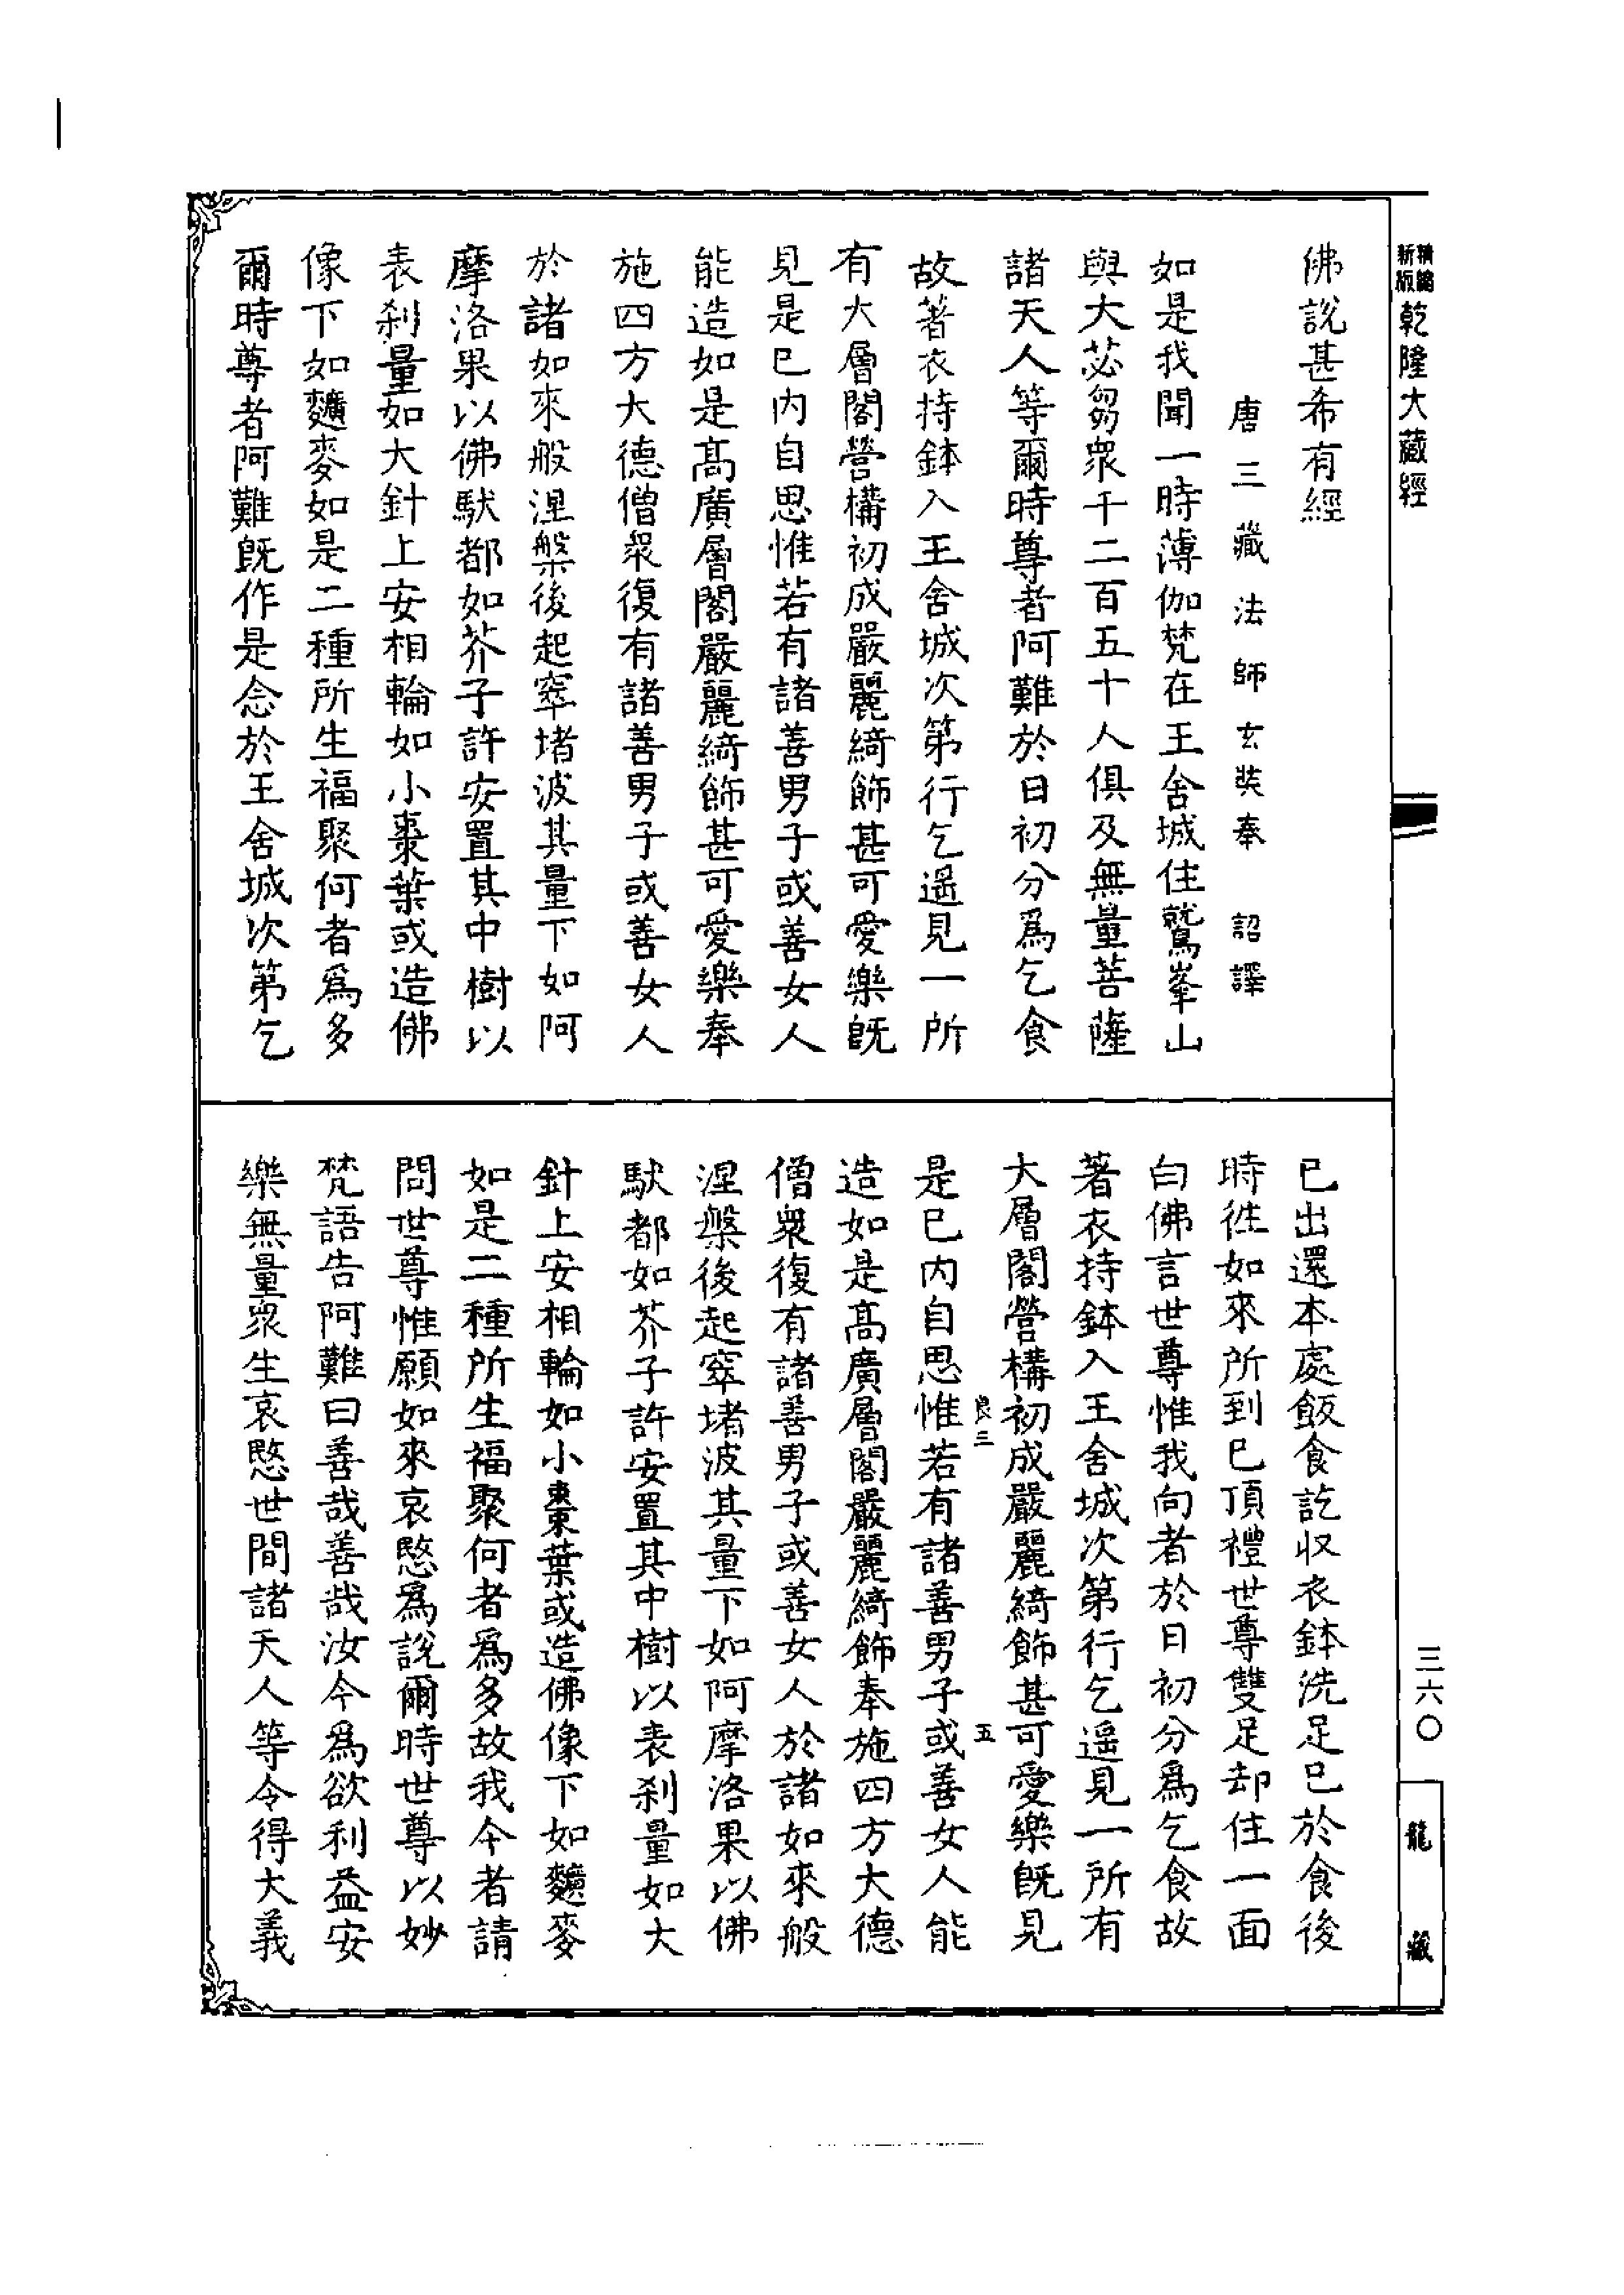 精縮新版乾隆大藏經
佛說甚希有經
唐三藏法師玄奘奉詔譯
如是我聞一時薄伽梵在王舍城住鷲峯山
與大苾芻衆千二百五十人俱及無量菩薩
諸天人等爾時尊者阿難於日初分爲乞食
故著衣持鉢入王舍城次第行乞遥見一所
有大層閣營構初成嚴麗綺飾甚可愛樂旣
見是已內自思惟若有諸善男子或善女人
能造如是髙廣層閣嚴麗綺飾甚可愛樂奉
施四方大德僧衆復有諸善男子或善女人
於諸如來般涅槃後起窣堵波其量下如阿
摩洛果以佛馱都如芥子許安置其中樹以
表刹量如大針上安相輪如小棗葉或造佛
像下如䵃麥如是二種所生福聚何者爲多
爾時尊者阿難旣作是念於王舍城次第乞
已出還本處飯食訖收衣鉢洗足已於食後
時徃如來所到已頂禮世尊雙足却住一面
白佛言世尊惟我向者於日初分爲乞食故
著衣持鉢入王舍城次第行乞遥見一所有
大層閣營構初成嚴麗綺飾甚可愛樂旣見
良三 五
是已內自思惟若有諸善男子或善女人能
造如是髙廣層閣嚴麗綺飾奉施四方大德
僧衆復有諸善男子或善女人於諸如來般
涅槃後起窣堵波其量下如阿摩洛果以佛
馱都如芥子許安置其中樹以表刹量如大
針上安相輪如小棗葉或造佛像下如䵃麥
如是二種所生福聚何者爲多故我今者請
問世尊惟願如來哀愍爲說爾時世尊以妙
梵語告阿難曰善哉善哉汝今爲欲利益安
樂無量衆生哀愍世間諸天人等令得大義
三六〇
龍藏